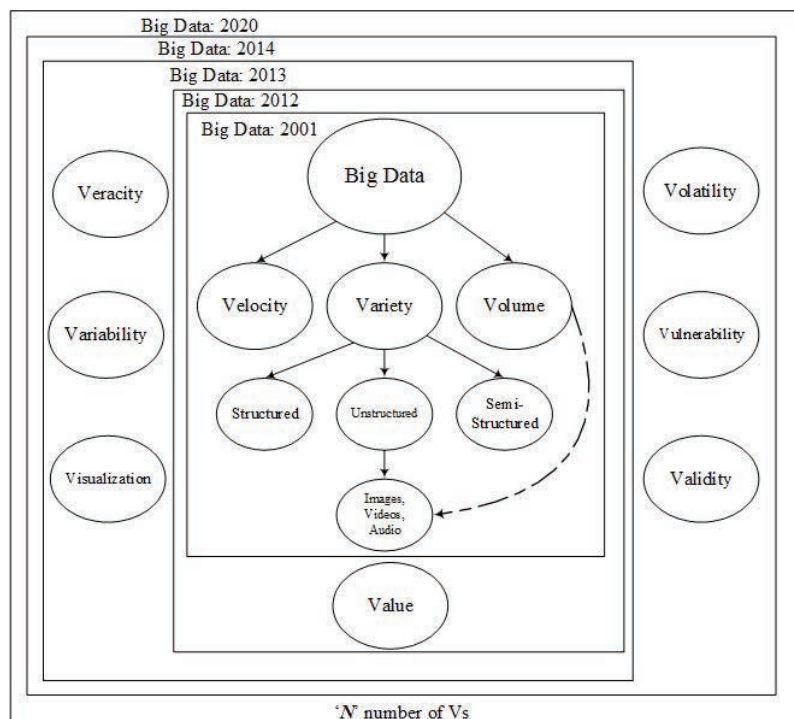 Big Data: 2020
Big Data: 2014
Big Data: 2013
Big Data: 2012
Big Data: 2001
Big Data
Veracity
Volatility
Velocity
Variety
Volume
Variability
Vulnerability
Structured
Unstructured
Semi-
Structured
Visualization
Validity
Images,
Videos,
Audio
Value
'N' number of Vs